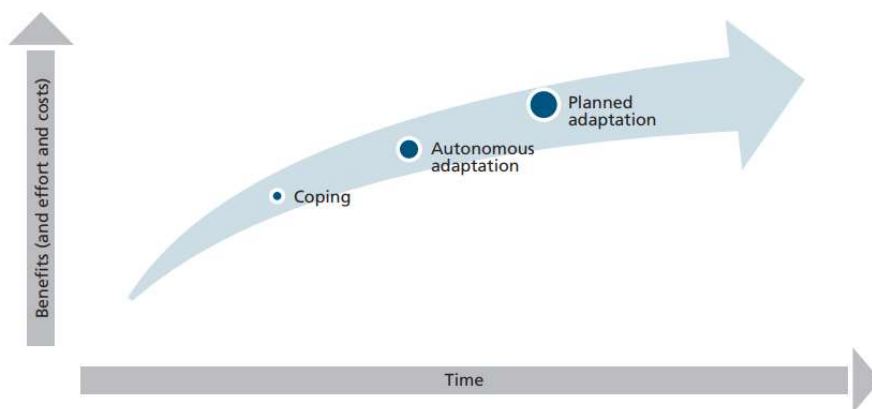 Benefits (and effort and costs)
Planned
adaptation
Autonomous
adaptation
Coping
Time